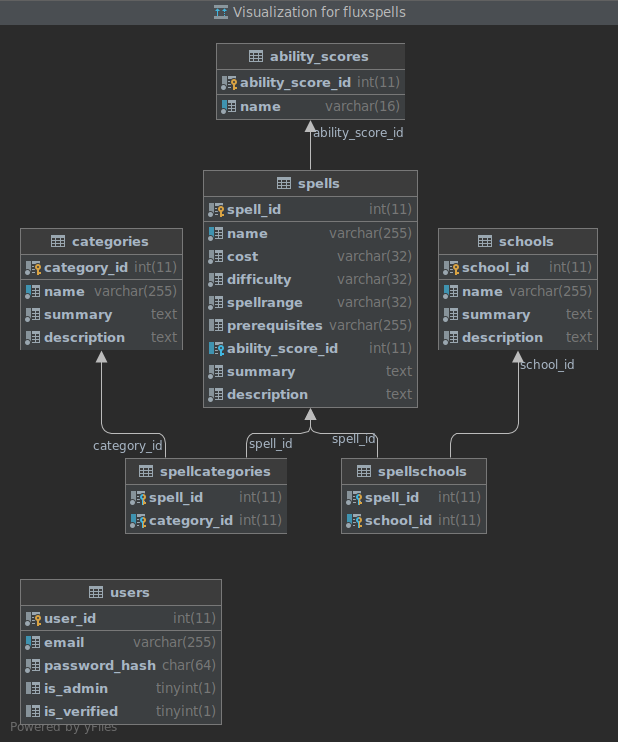 Visualization for fluxspells
ability_scores
ability_score_id int(11)
name varchar(16)
ability_score_id
spells
spell_id int(11)
name varchar(255)
cost varchar(32)
difficulty varchar(32)
spellrange varchar(32)
prerequisites varchar(255)
ability_score_id int(11)
summary text
description text
categories
category_id int(11)
name varchar(255)
summary text
description text
schools
school_id int(11)
name varchar(255)
summary text
description text
school_id
category_id
spell_id
spell_id
spellcategories
spell_id int(11)
category_id int(11)
spellschools
spell_id int(11)
school_id int(11)
users
user_id int(11)
email varchar(255)
password_hash char(64)
is_admin tinyint(1)
is_verified tinyint(1)
Powered by yFiles